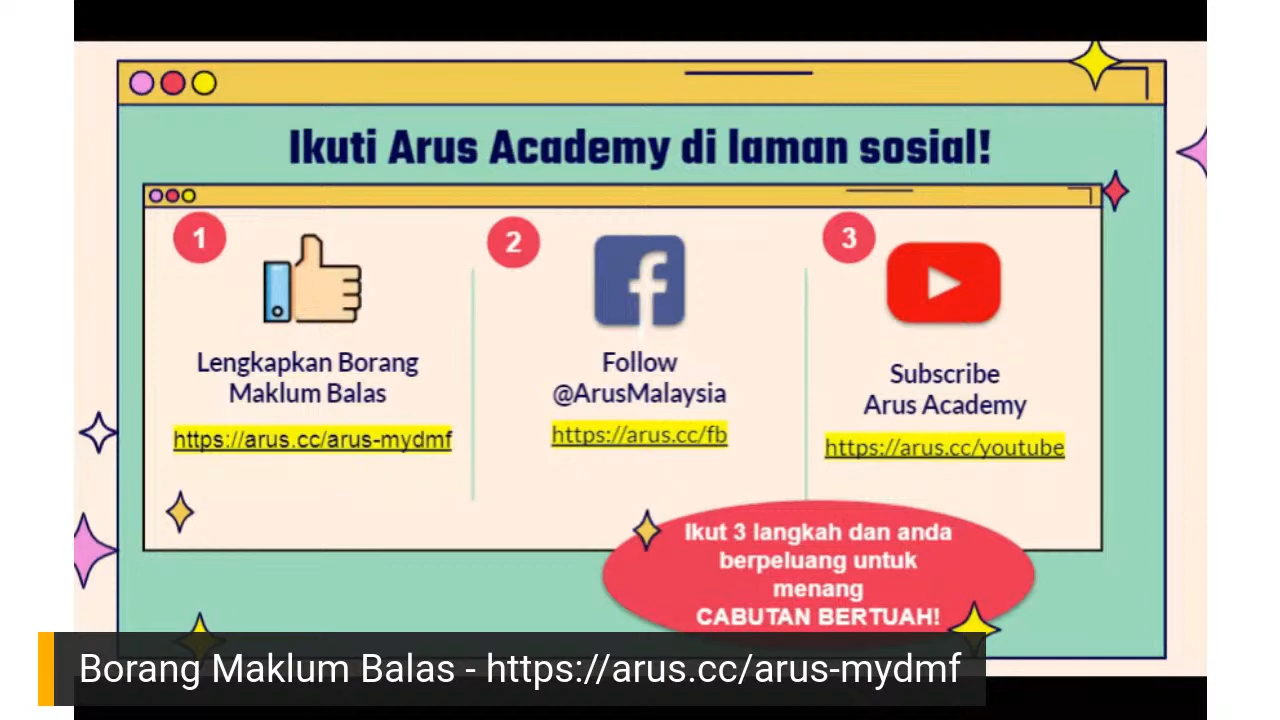 Ikuti Arus Academy di laman sosial!
1
Lengkapkan Borang
Maklum Balas
https://arus.cc/arus-mydmf
2
Follow
@ArusMalaysia
https://arus.cc/fb
3
Subscribe
Arus Academy
https://arus.cc/youtube
Ikut 3 langkah dan anda
berpeluang untuk
menang
CABUTAN BERTUAH!
Borang Maklum Balas - https://arus.cc/arus-mydmf